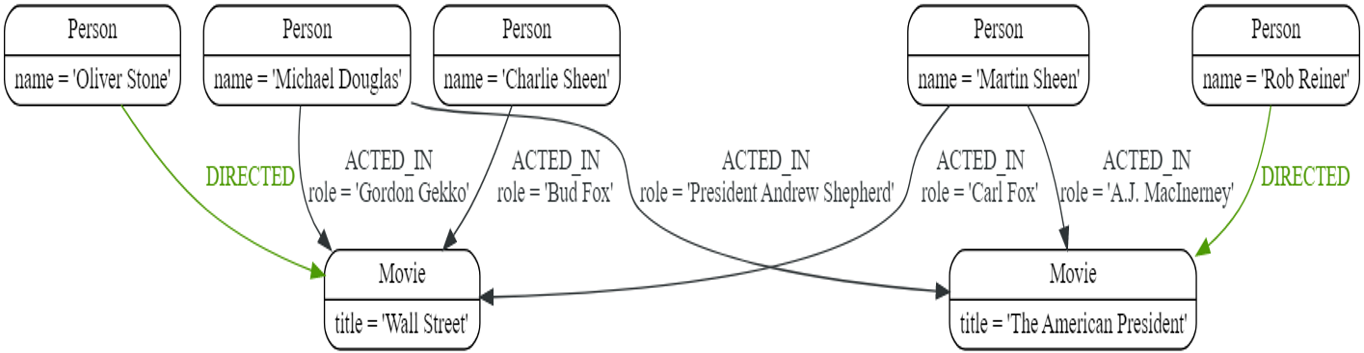 Person
name = 'Oliver Stone'
Person
name = 'Michael Douglas'
Person
name = 'Charlie Sheen'
Person
name = 'Martin Sheen'
Person
name = 'Rob Reiner'
DIRECTED
ACTED_IN
role = 'Gordon Gekko'
ACTED_IN
role = 'Bud Fox'
ACTED_IN
role = 'President Andrew Shepherd'
ACTED_IN
role = 'Carl Fox'
ACTED_IN
role = 'A.J. MacInerney'
DIRECTED
Movie
title = 'Wall Street'
Movie
title = 'The American President'